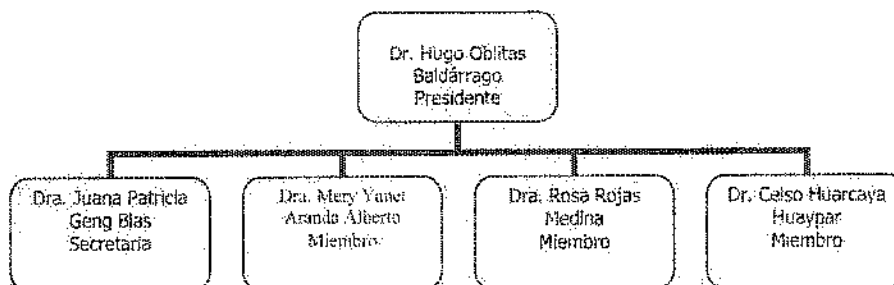 Dr. Hugo Oblitas
Baldárrago
Presidente
Dra. Juana Patricia
Geng Blas
Secretaria
Dra. Mery Yanet
Aranda Alberto
Miembro
Dra. Rosa Rojas
Medina
Miembro
Dr. Celso Huarcaya
Huaypar
Miembro